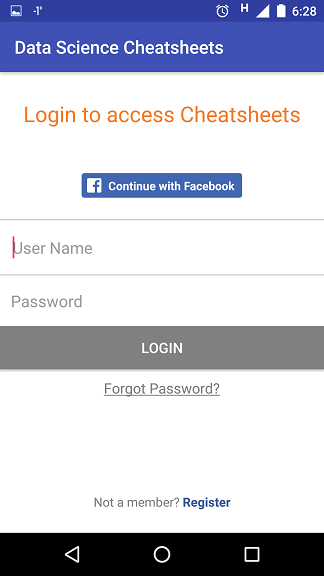 -1' H 6:28
Data Science Cheatsheets
Login to access Cheatsheets
Continue with Facebook
User Name
Password
LOGIN
Forgot Password?
Not a member? Register